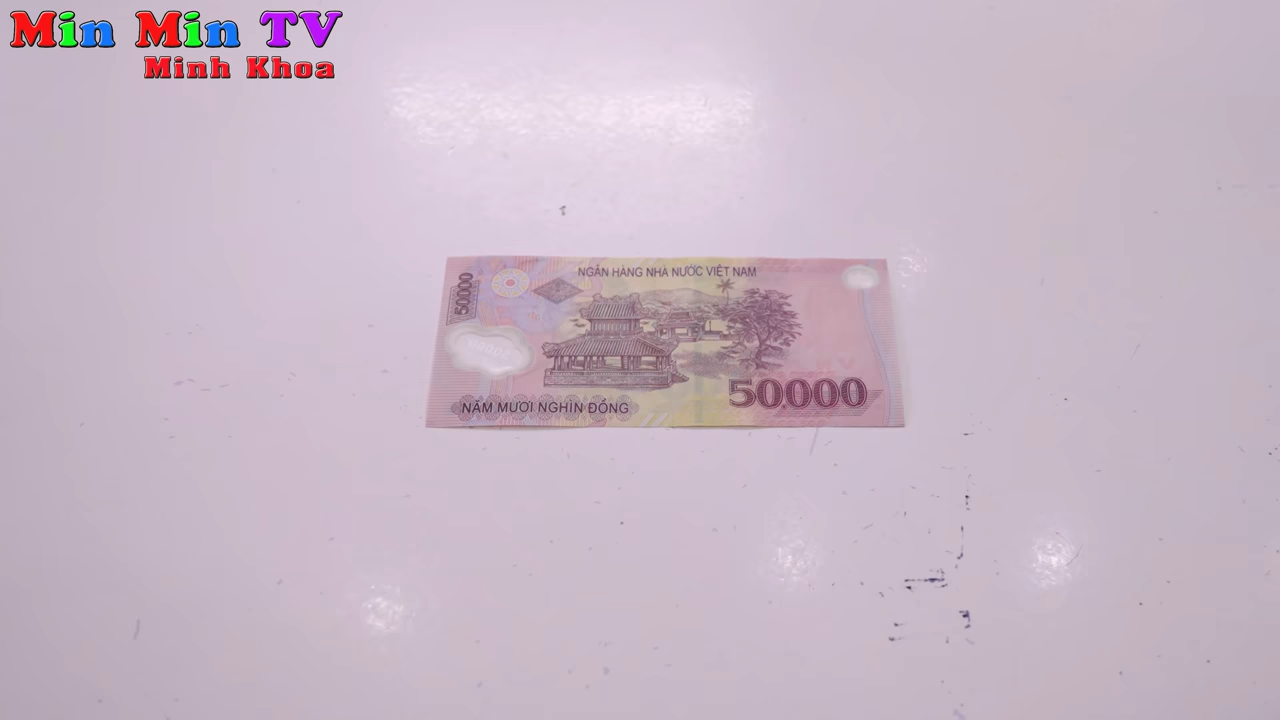 Min Min TV
Minh Khoa
NGÂN HÀNG NHÀ NƯỚC VIỆT NAM
50000
50000
NĂM MƯƠI NGHÌN ĐỒNG